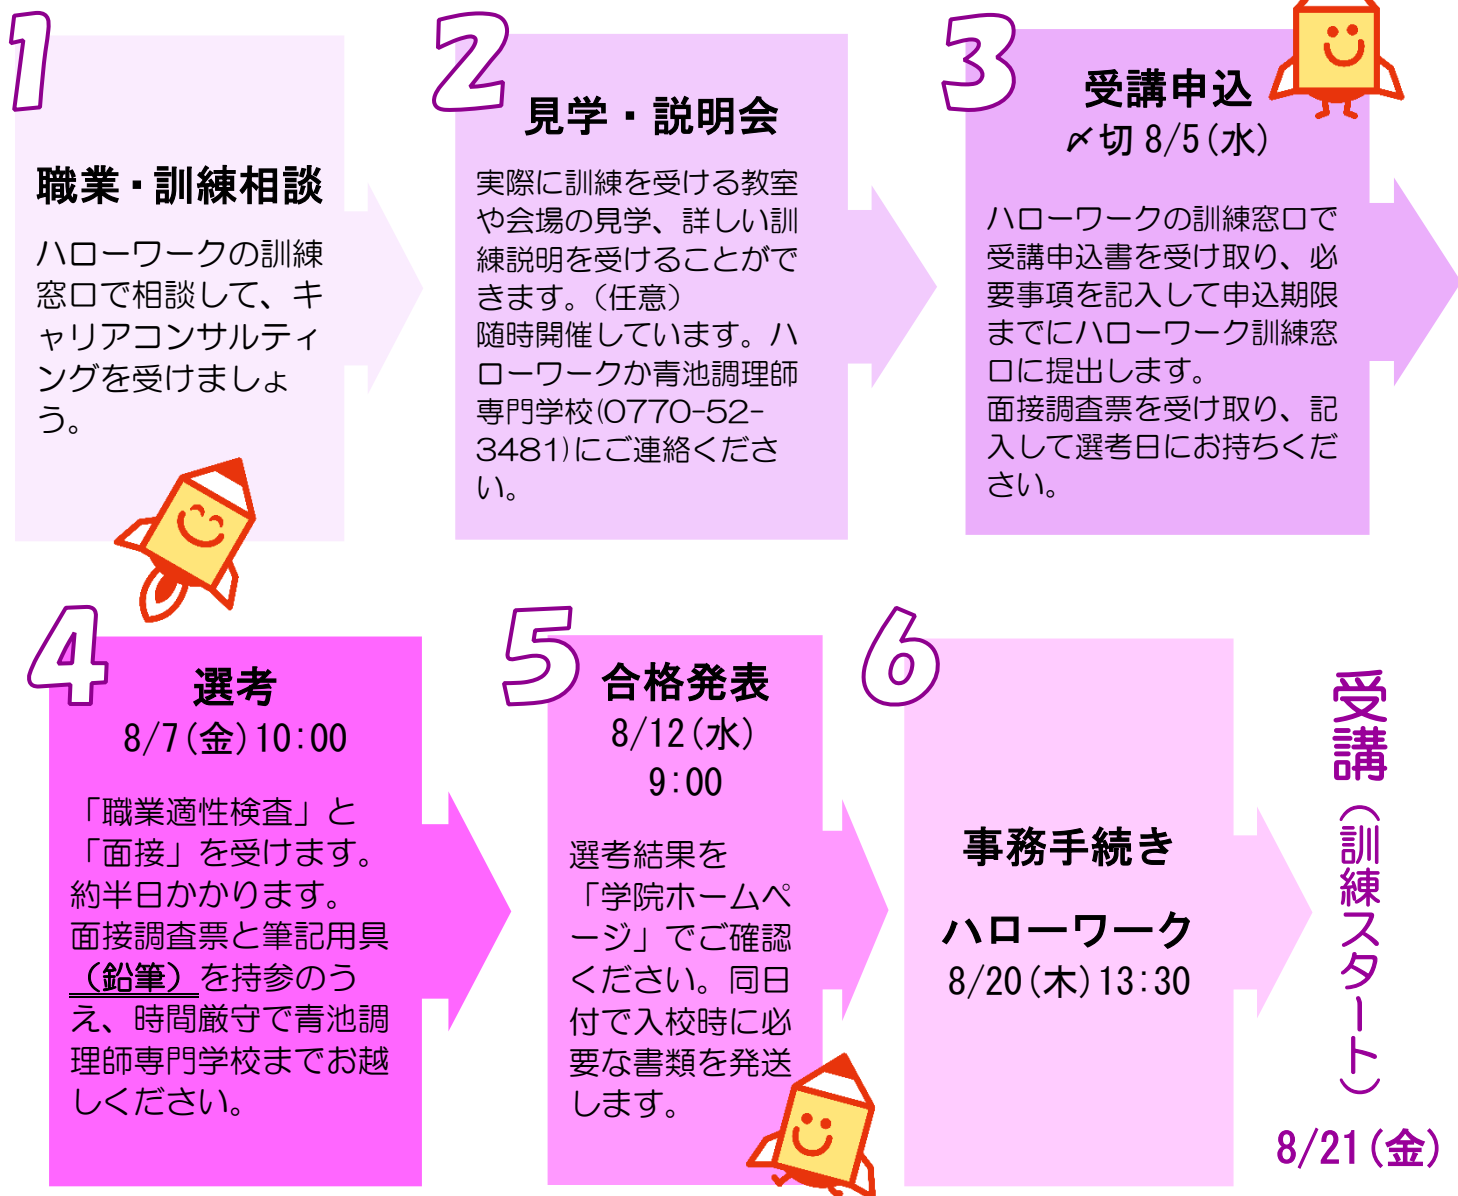 1
職業・訓練相談
ハローワークの訓練
窓口で相談して、キ
ャリアコンサルティ
ングを受けましょ
う。
2
見学・説明会
実際に訓練を受ける教室
や会場の見学、詳しい訓
練説明を受けることがで
きます。（任意）
随時開催しています。ハ
ローワークか青池調理師
専門学校(0770-52-
3481)にご連絡くださ
い。
3
受講申込
〆切 8/5(水)
ハローワークの訓練窓口で
受講申込書を受け取り、必
要事項を記入して申込期限
までにハローワーク訓練窓
口に提出します。
面接調査票を受け取り、記
入して選考日にお持ちくだ
さい。
4
選考
8/7(金)10:00
「職業適性検査」と
「面接」を受けます。
約半日かかります。
面接調査票と筆記用具
（鉛筆）を持参のう
え、時間厳守で青池調
理師専門学校までお越
しください。
5
合格発表
8/12(水)
9:00
選考結果を
「学院ホームペ
ージ」でご確認
ください。同日
付で入校時に必
要な書類を発送
します。
6
事務手続き
ハローワーク
8/20(木)13:30
受講（訓練スタート）
8/21(金)